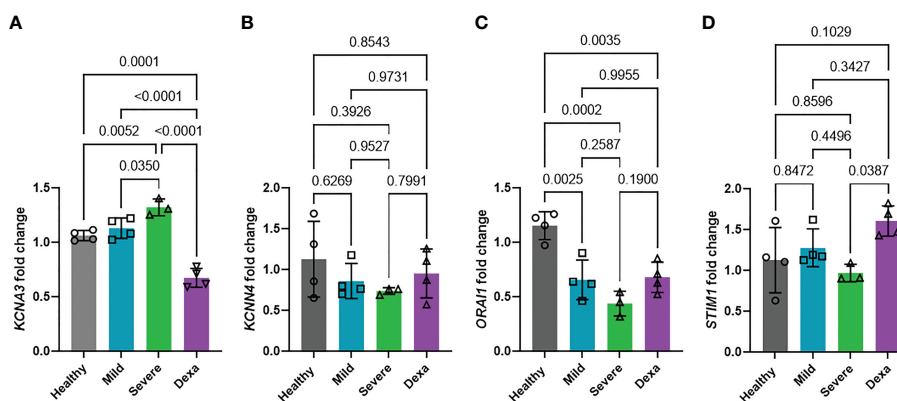 A
0.0001
<0.0001
0.0052
<0.0001
0.0350
1.5
1.0
0.5
0.0
KCNA3 fold change
Healthy
Mild
Severe
Dexa
B
0.8543
0.9731
0.3926
0.9527
0.6269
0.7991
2.0
1.5
1.0
0.5
0.0
KCNN4 fold change
Healthy
Mild
Severe
Dexa
C
0.0035
0.9955
0.0002
0.2587
0.0025
0.1900
1.5
1.0
0.5
0.0
ORAI1 fold change
Healthy
Mild
Severe
Dexa
D
0.1029
0.3427
0.8596
0.4496
0.8472
0.0387
2.0
1.5
1.0
0.5
0.0
STIM1 fold change
Healthy
Mild
Severe
Dexa